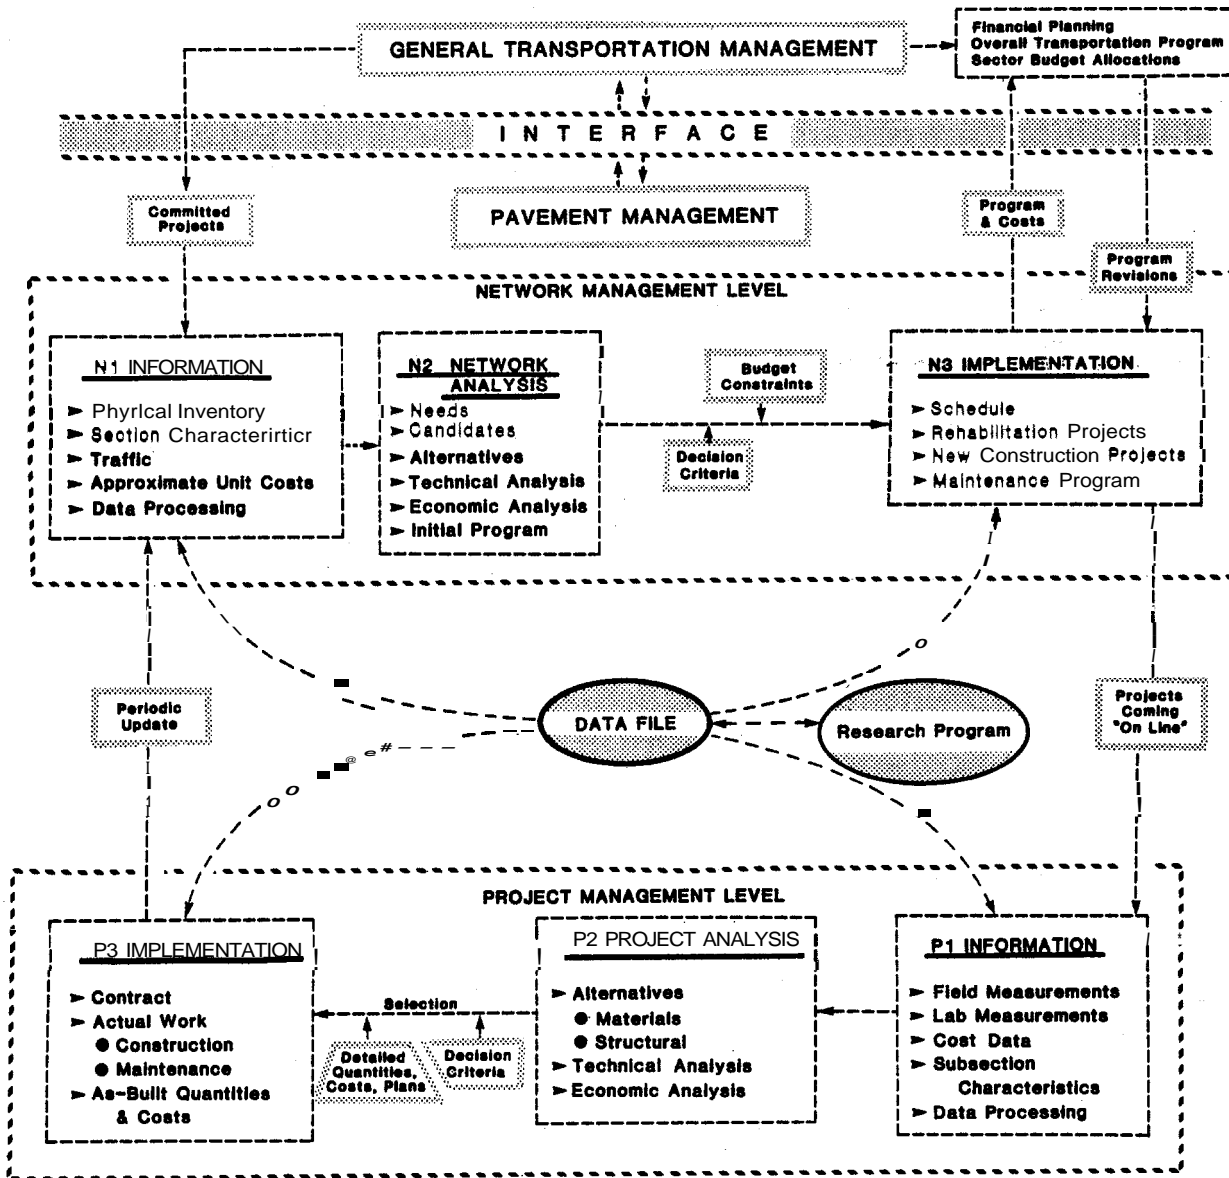 GENERAL TRANSPORTATION MANAGEMENT
Financial Planning
Overall Transportation Program
Sector Budget Allocations
INTERFACE
Committed
Projects
PAVEMENT MANAGEMENT
Program
& Costs
Program
Revisions
NETWORK MANAGEMENT LEVEL
N1 INFORMATION
► Phyrlcal Inventory
► Section Characterirticr
► Traffic
► Approximate Unit Costs
► Data Processing
N2 NETWORK
ANALYSIS
► Needs
► Candidates
► Alternatives
► Technical Analysis
► Economic Analysis
► Initial Program
Budget
Constraints
Decision
Criteria
N3 IMPLEMENTATION
► Schedule
► Rehabilitation Projects
► New Construction Projects
► Maintenance Program
Periodic
Update
DATA FILE
Research Program
Projects
Coming
"On Line"
PROJECT MANAGEMENT LEVEL
P3 IMPLEMENTATION
► Contract
► Actual Work
● Construction
● Maintenance
► As-Built Quantities
& Costs
Selection
Detailed
Quantities,
Costs, Plans
Decision
Criteria
P2 PROJECT ANALYSIS
► Alternatives
● Materials
● Structural
► Technical Analysis
► Economic Analysis
P1 INFORMATION
► Field Measurements
► Lab Measurements
► Cost Data
► Subsection
Characteristics
► Data Processing